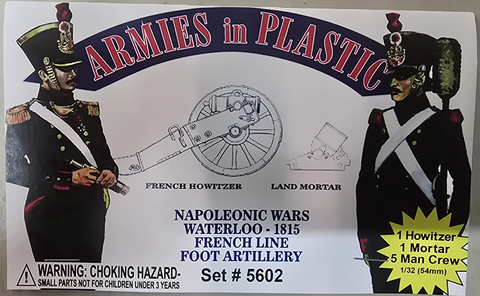 ARMIES in PLASTIC
FRENCH HOWITZER
LAND MORTAR
NAPOLEONIC WARS
WATERLOO - 1815
FRENCH LINE
FOOT ARTILLERY
Set # 5602
WARNING: CHOKING HAZARD-
SMALL PARTS NOT FOR CHILDREN UNDER 3 YEARS
1 Howitzer
1 Mortar
5 Man Crew
1/32 (54mm)